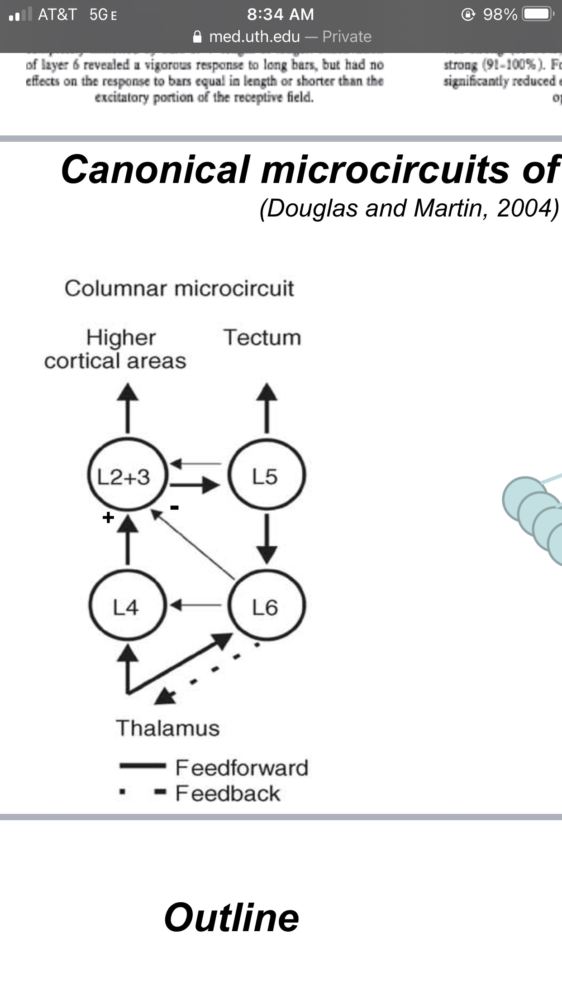 AT&T 5GE 8:34 AM 98%
med.uth.edu — Private
of layer 6 revealed a vigorous response to long bars, but had no
effects on the response to bars equal in length or shorter than the
excitatory portion of the receptive field.
strong (91–100%). Fo
significantly reduced e
op
Canonical microcircuits of
(Douglas and Martin, 2004)
Columnar microcircuit
Higher Tectum
cortical areas
L2+3 L5
+ -
L4 L6
Thalamus
Feedforward
Feedback
Outline